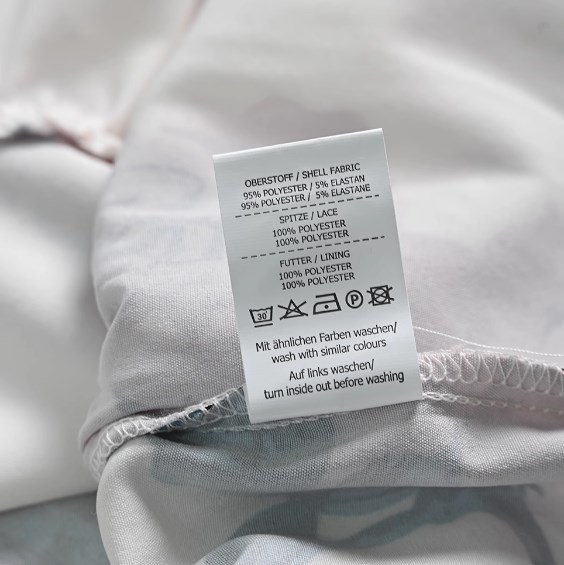 OBERSTOFF / SHELL FABRIC
95% POLYESTER / 5% ELASTAN
95% POLYESTER / 5% ELASTANE
SPITZE / LACE
100% POLYESTER
100% POLYESTER
FUTTER / LINING
100% POLYESTER
100% POLYESTER
30° P
Mit ähnlichen Farben waschen/
wash with similar colours
Auf links waschen/
turn inside out before washing